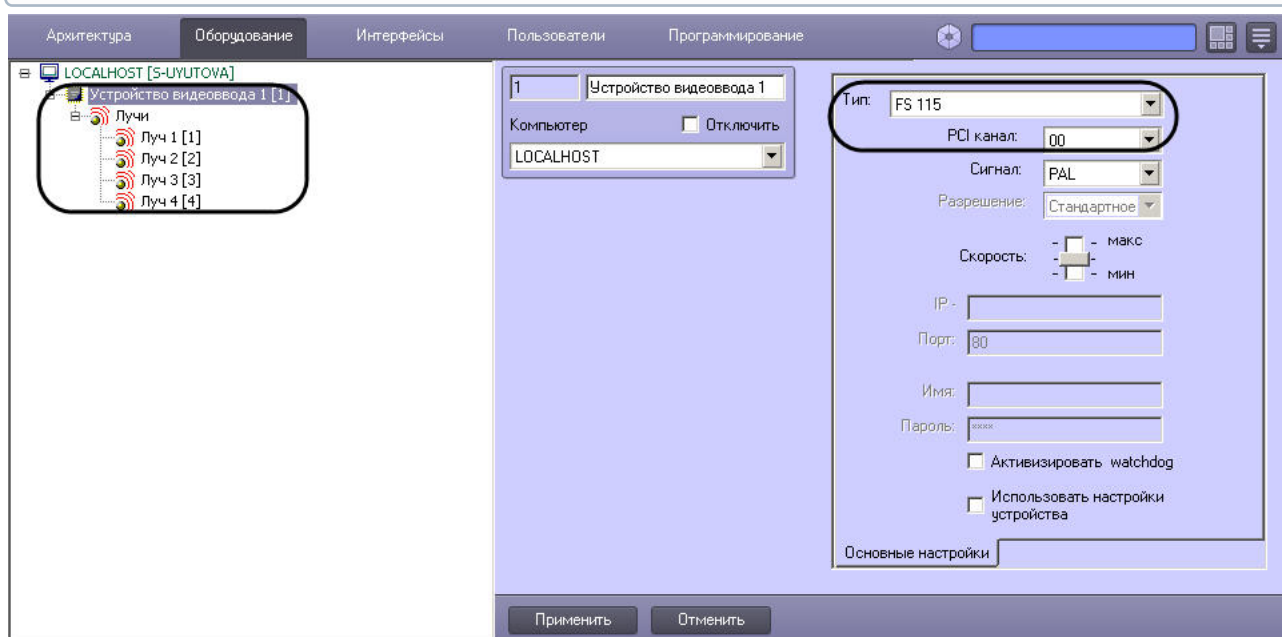 Архитектура Оборудование Интерфейсы Пользователи Программирование
LOCALHOST [S-UYUTOVA]
Устройство видеоввода 1 [1]
Лучи
Луч 1 [1]
Луч 2 [2]
Луч 3 [3]
Луч 4 [4]
1 Устройство видеоввода 1
Компьютер Отключить
LOCALHOST
Тип: FS 115
PCI канал: 00
Сигнал: PAL
Разрешение: Стандартное
Скорость: - - макс
- -
- - мин
IP -
Порт: 80
Имя:
Пароль: ****
Активизировать watchdog
Использовать настройки
устройства
Основные настройки
Применить Отменить